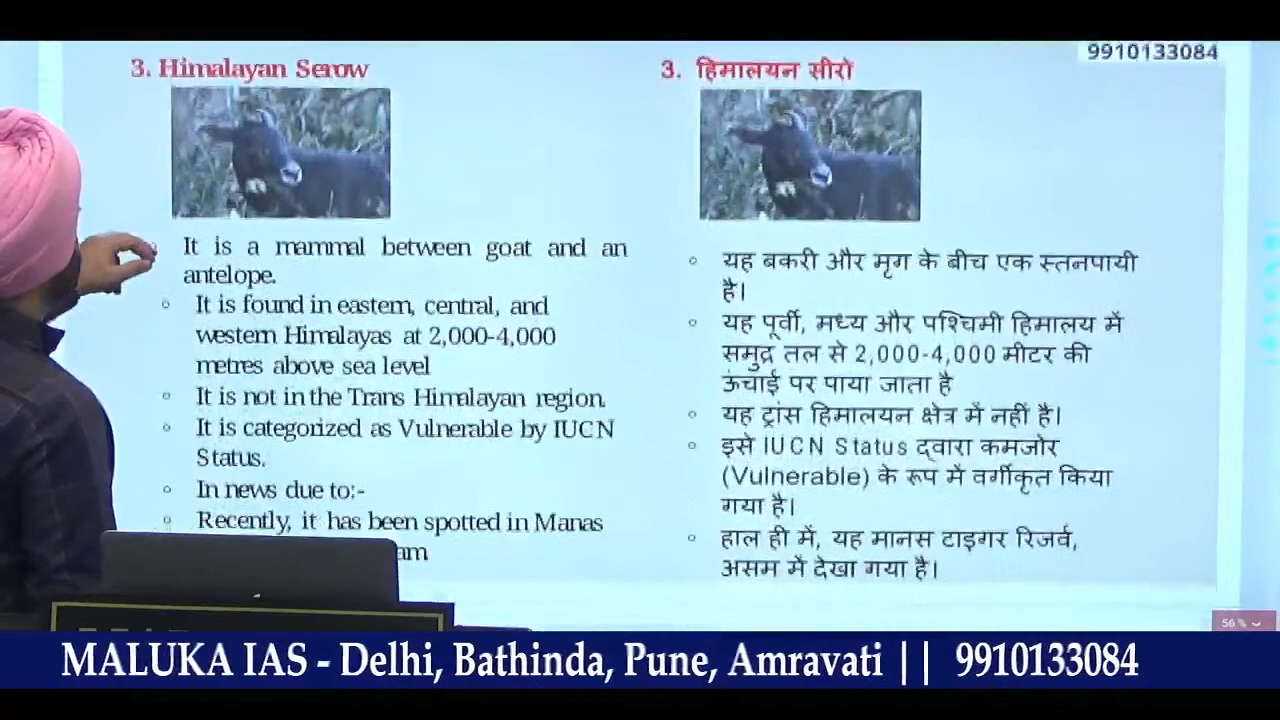 9910133084
3. Himalayan Serow
It is a mammal between goat and an
antelope.
It is found in eastern, central, and
western Himalayas at 2,000-4,000
metres above sea level
It is not in the Trans Himalayan region.
It is categorized as Vulnerable by IUCN
Status.
In news due to:-
Recently, it has been spotted in Manas
am
3. हिमालयन सीरो
यह बकरी और मृग के बीच एक स्तनपायी
है।
यह पूर्वी, मध्य और पश्चिमी हिमालय में
समुद्र तल से 2,000-4,000 मीटर की
ऊंचाई पर पाया जाता है
यह ट्रांस हिमालयन क्षेत्र में नहीं है।
इसे IUCN Status द्वारा कमजोर
(Vulnerable) के रूप में वर्गीकृत किया
गया है।
हाल ही में, यह मानस टाइगर रिजर्व,
असम में देखा गया है।
56 %
MALUKA IAS - Delhi, Bathinda, Pune, Amravati || 9910133084